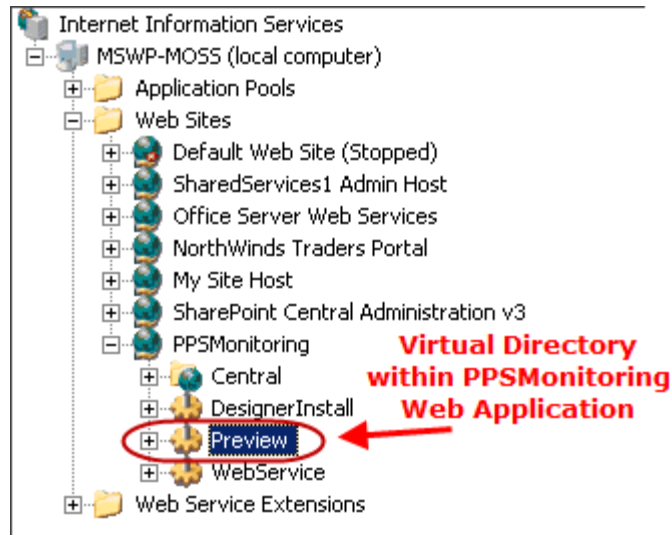 Internet Information Services
MSWP-MOSS (local computer)
Application Pools
Web Sites
Default Web Site (Stopped)
SharedServices1 Admin Host
Office Server Web Services
NorthWinds Traders Portal
My Site Host
SharePoint Central Administration v3
PPSMonitoring
Central
DesignerInstall
Preview
WebService
Web Service Extensions
Virtual Directory
within PPSMonitoring
Web Application